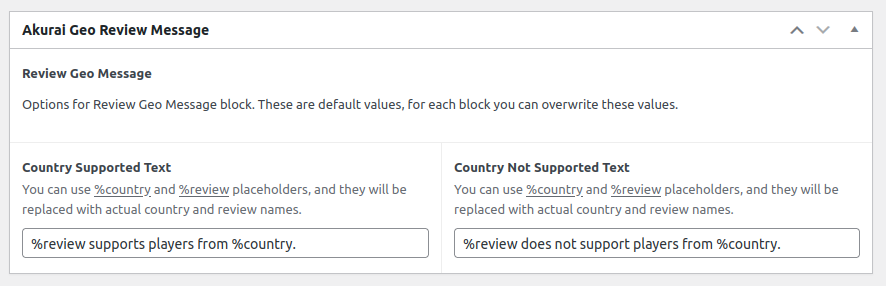 Akurai Geo Review Message
Review Geo Message
Options for Review Geo Message block. These are default values, for each block you can overwrite these values.
Country Supported Text
You can use %country and %review placeholders, and they will be
replaced with actual country and review names.
%review supports players from %country.
Country Not Supported Text
You can use %country and %review placeholders, and they will be
replaced with actual country and review names.
%review does not support players from %country.